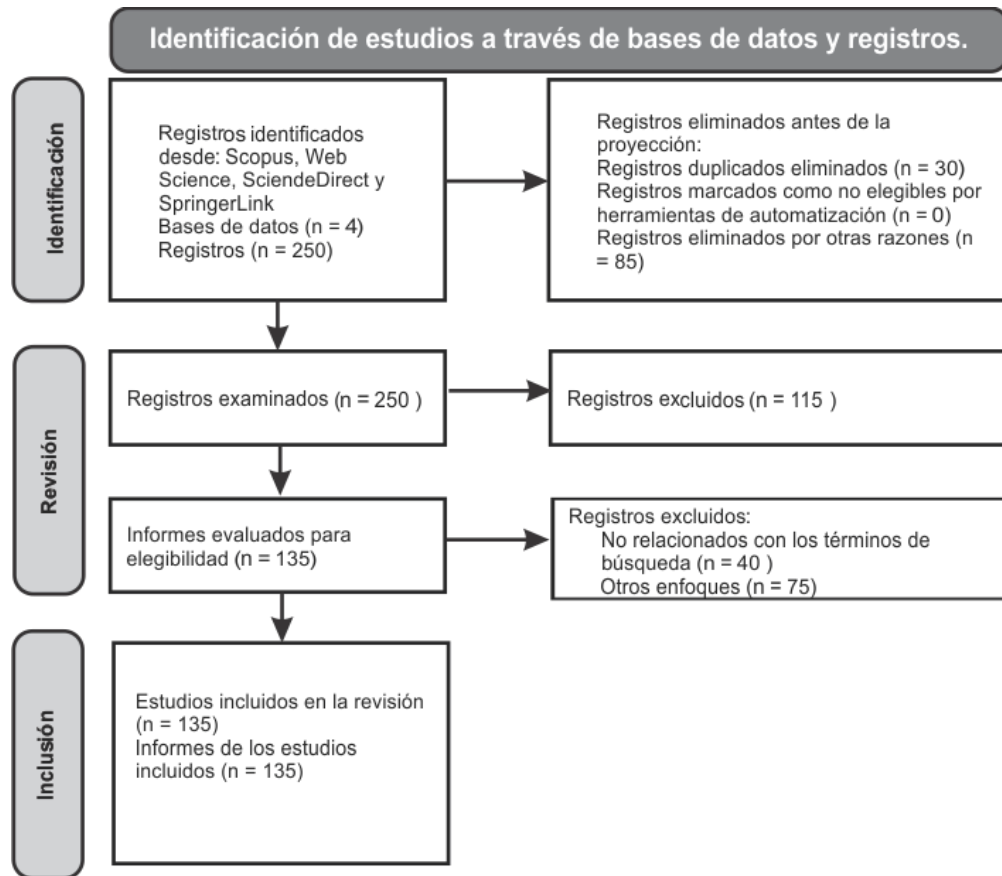 Identificación de estudios a través de bases de datos y registros.
Identificación
Registros identificados
desde: Scopus, Web
Science, SciendeDirect y
SpringerLink
Bases de datos (n = 4)
Registros (n = 250)
Registros eliminados antes de la
proyección:
Registros duplicados eliminados (n = 30)
Registros marcados como no elegibles por
herramientas de automatización (n = 0)
Registros eliminados por otras razones (n
= 85)
Revisión
Registros examinados (n = 250 )
Registros excluidos (n = 115 )
Informes evaluados para
elegibilidad (n = 135)
Registros excluidos:
No relacionados con los términos de
búsqueda (n = 40 )
Otros enfoques (n = 75)
Inclusión
Estudios incluidos en la revisión
(n = 135)
Informes de los estudios
incluidos (n = 135)